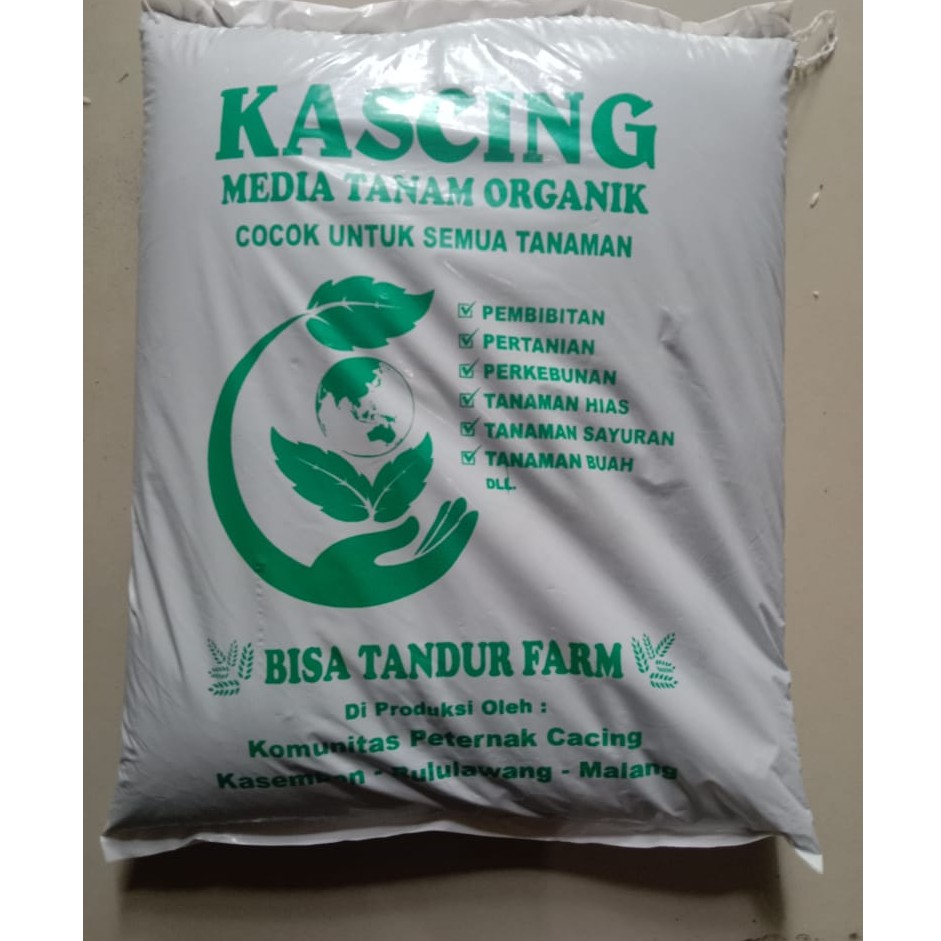 KASCING
MEDIA TANAM ORGANIK
COCOK UNTUK SEMUA TANAMAN
PEMBIBITAN
PERTANIAN
PERKEBUNAN
TANAMAN HIAS
TANAMAN SAYURAN
TANAMAN BUAH
DLL.
BISA TANDUR FARM
Di Produksi Oleh :
Komunitas Peternak Cacing
- Bululawang - Malang